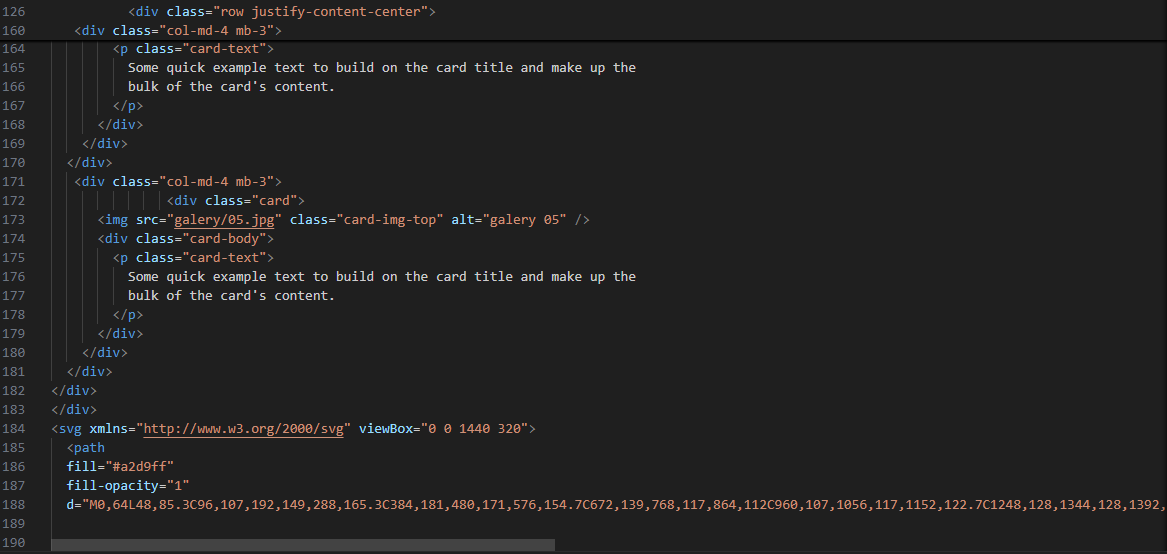 126 <div class="row justify-content-center">
160 <div class="col-md-4 mb-3">
164 <p class="card-text">
165 Some quick example text to build on the card title and make up the
166 bulk of the card's content.
167 </p>
168 </div>
169 </div>
170 </div>
171 <div class="col-md-4 mb-3">
172 <div class="card">
173 <img src="galery/05.jpg" class="card-img-top" alt="galery 05" />
174 <div class="card-body">
175 <p class="card-text">
176 Some quick example text to build on the card title and make up the
177 bulk of the card's content.
178 </p>
179 </div>
180 </div>
181 </div>
182 </div>
183 </div>
184 <svg xmlns="http://www.w3.org/2000/svg" viewBox="0 0 1440 320">
185 <path
186 fill="#a2d9ff"
187 fill-opacity="1"
188 d="M0,64L48,85.3C96,107,192,149,288,165.3C384,181,480,171,576,154.7C672,139,768,117,864,112C960,107,1056,117,1152,122.7C1248,128,1344,128,1392,
189
190